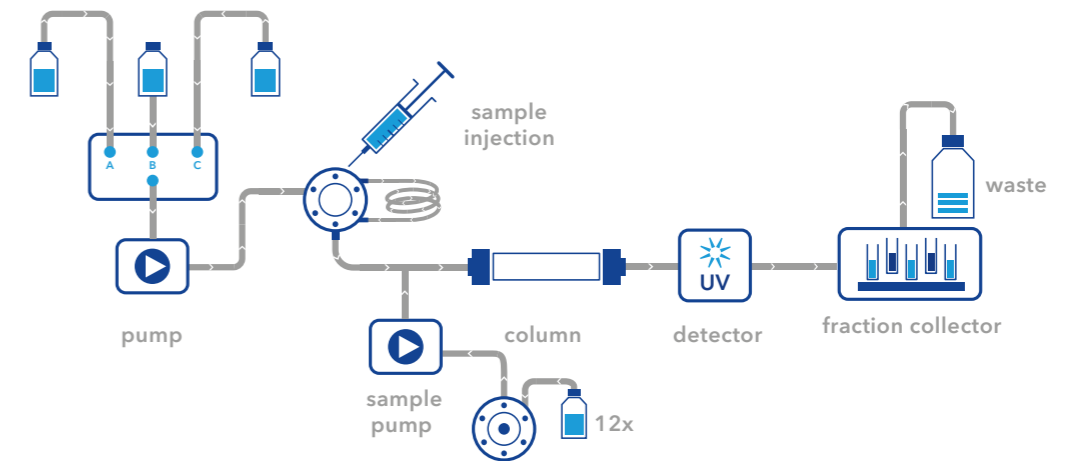 sample
injection
A
B
C
waste
UV
pump
column
detector
fraction collector
sample
pump
12x